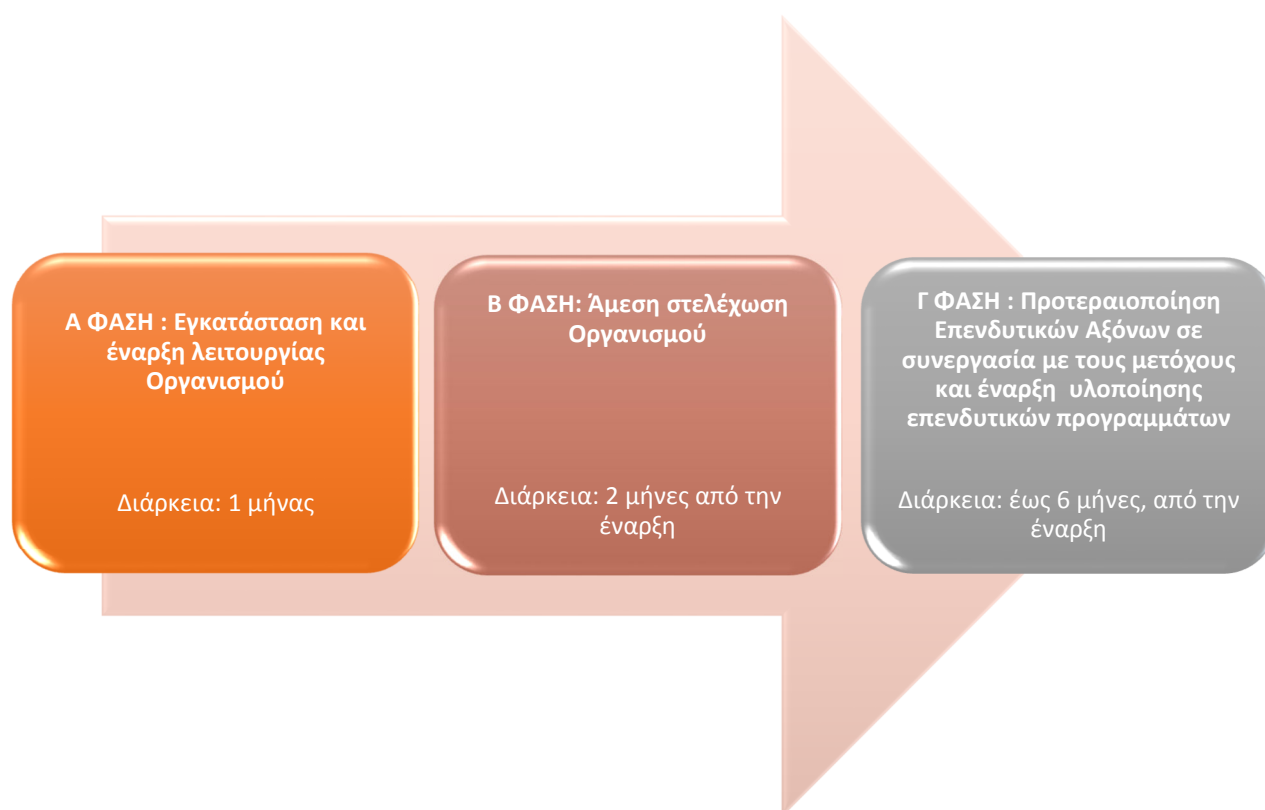 Α ΦΑΣΗ : Εγκατάσταση και
έναρξη λειτουργίας
Οργανισμού
Διάρκεια: 1 μήνας
Β ΦΑΣΗ: Άμεση στελέχωση
Οργανισμού
Διάρκεια: 2 μήνες από την
έναρξη
Γ ΦΑΣΗ : Προτεραιοποίηση
Επενδυτικών Αξόνων σε
συνεργασία με τους μετόχους
και έναρξη υλοποίησης
επενδυτικών προγραμμάτων
Διάρκεια: έως 6 μήνες, από την
έναρξη